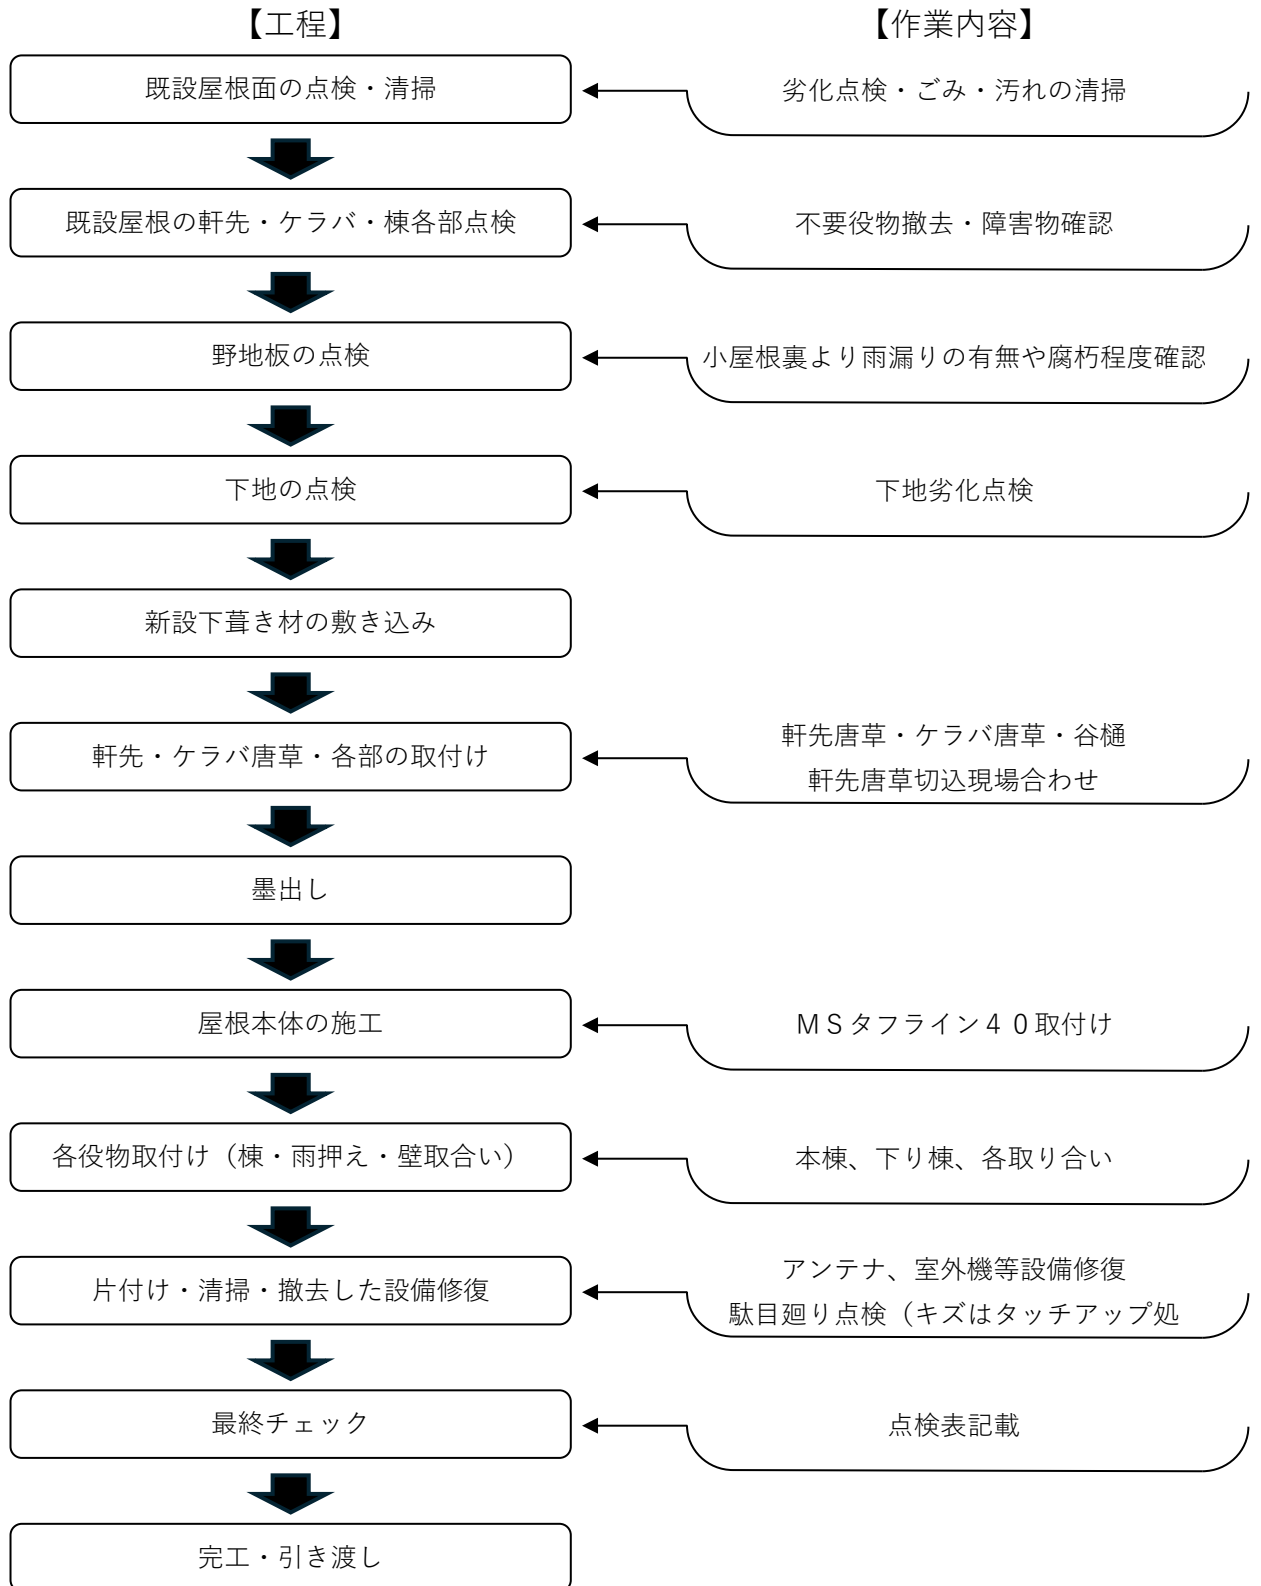 【工程】
【作業内容】
既設屋根面の点検・清掃
劣化点検・ごみ・汚れの清掃
既設屋根の軒先・ケラバ・棟各部点検
不要役物撤去・障害物確認
野地板の点検
小屋根裏より雨漏りの有無や腐朽程度確認
下地の点検
下地劣化点検
新設下葺き材の敷き込み
軒先・ケラバ唐草・各部の取付け
軒先唐草・ケラバ唐草・谷樋
軒先唐草切込現場合わせ
墨出し
屋根本体の施工
ＭＳタフライン４０取付け
各役物取付け（棟・雨押え・壁取合い）
本棟、下り棟、各取り合い
片付け・清掃・撤去した設備修復
アンテナ、室外機等設備修復
駄目廻り点検（キズはタッチアップ処
最終チェック
点検表記載
完工・引き渡し